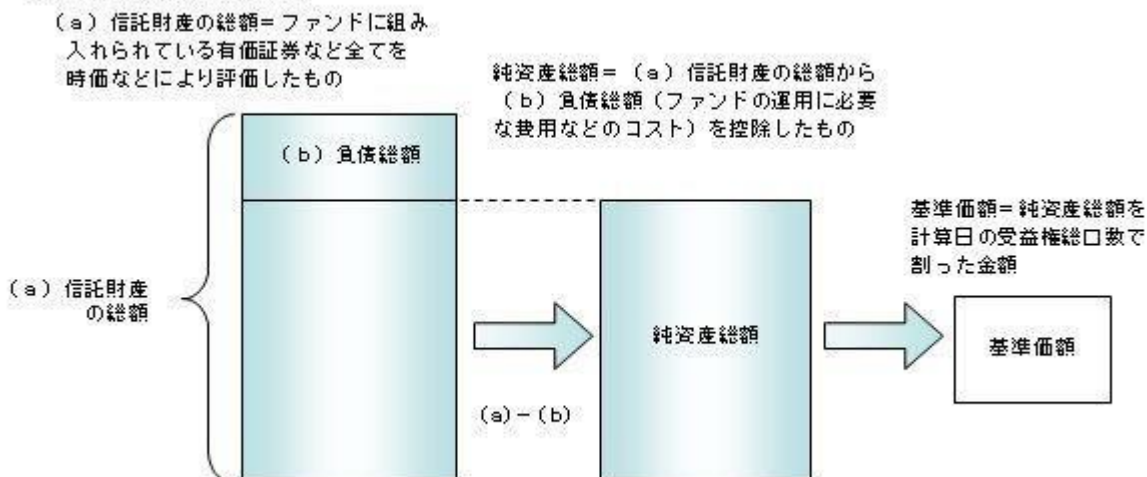 (a) 信託財産の総額=ファンドに組み
入れられている有価証券など全てを
時価などにより評価したもの
純資産総額= (a) 信託財産の総額から
(b) 負債総額(ファンドの運用に必要
な費用などのコスト)を控除したもの
(b) 負債総額
基準価額=純資産総額を
計算日の受益権総口数で
割った金額
(a) 信託財産
の総額
純資産総額
基準価額
(a)-(b)